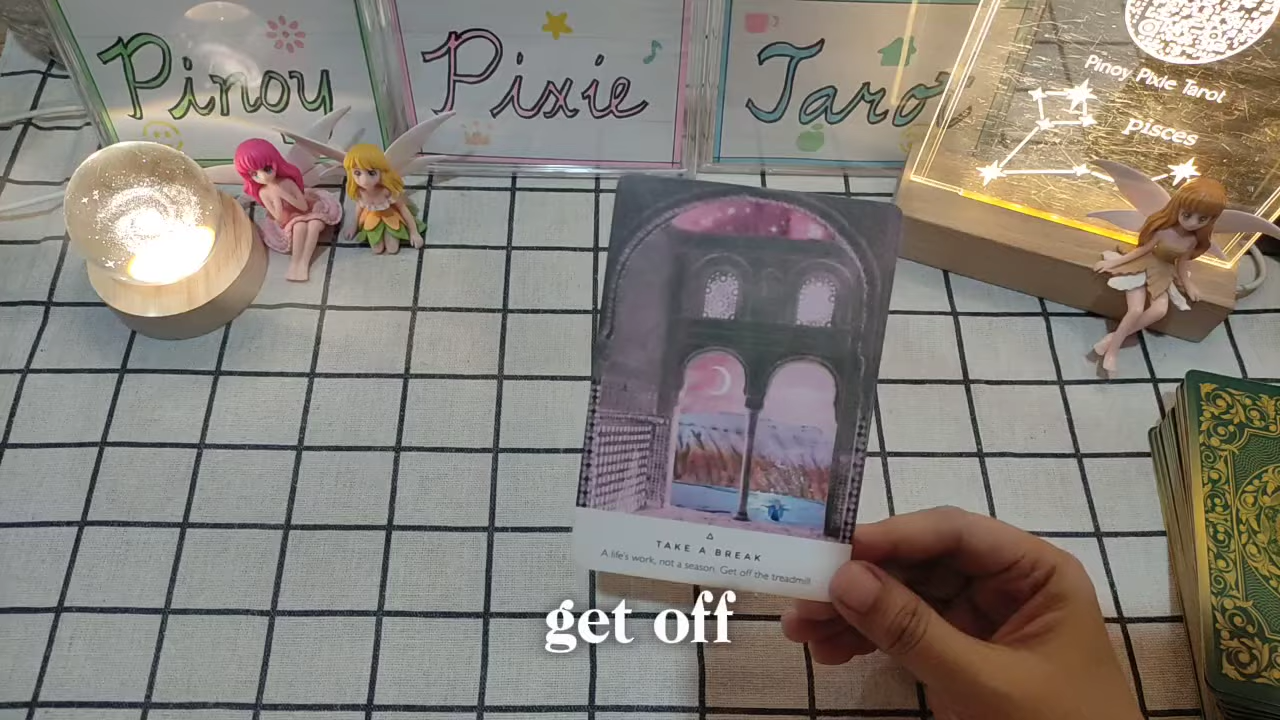 Pinoy
Pixie
Tarot
Pinoy Pixie Tarot
pisces
TAKE A BREAK
A life's work, not a season. Get off the treadmill.
get off